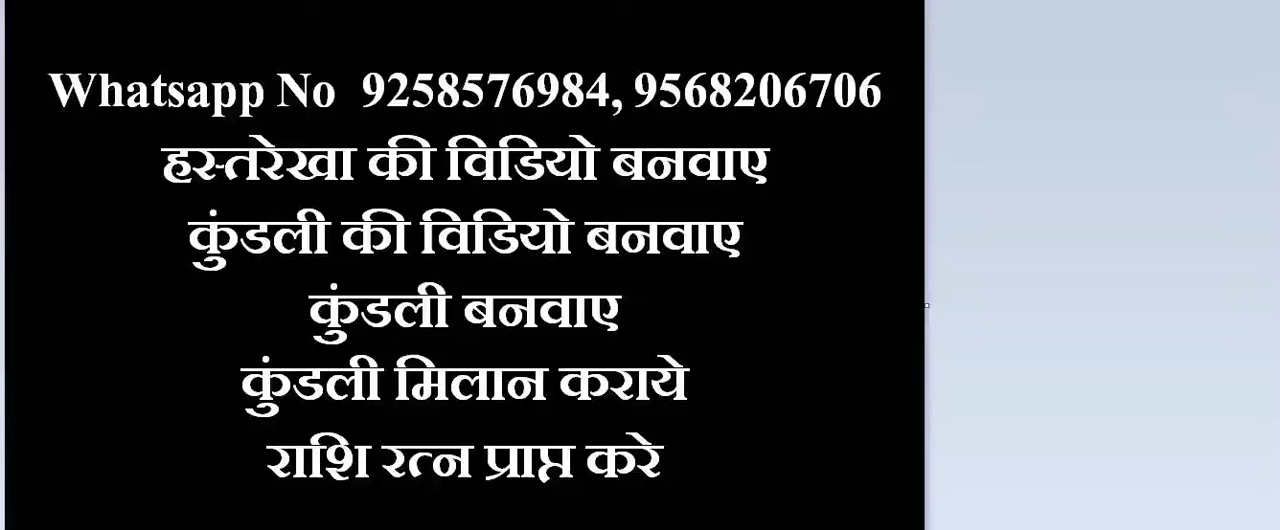 Whatsapp No  9258576984, 9568206706
हस्तरेखा की विडियो बनवाए
कुंडली की विडियो बनवाए
कुंडली बनवाए
कुंडली मिलान कराये
राशि रत्न प्राप्त करे